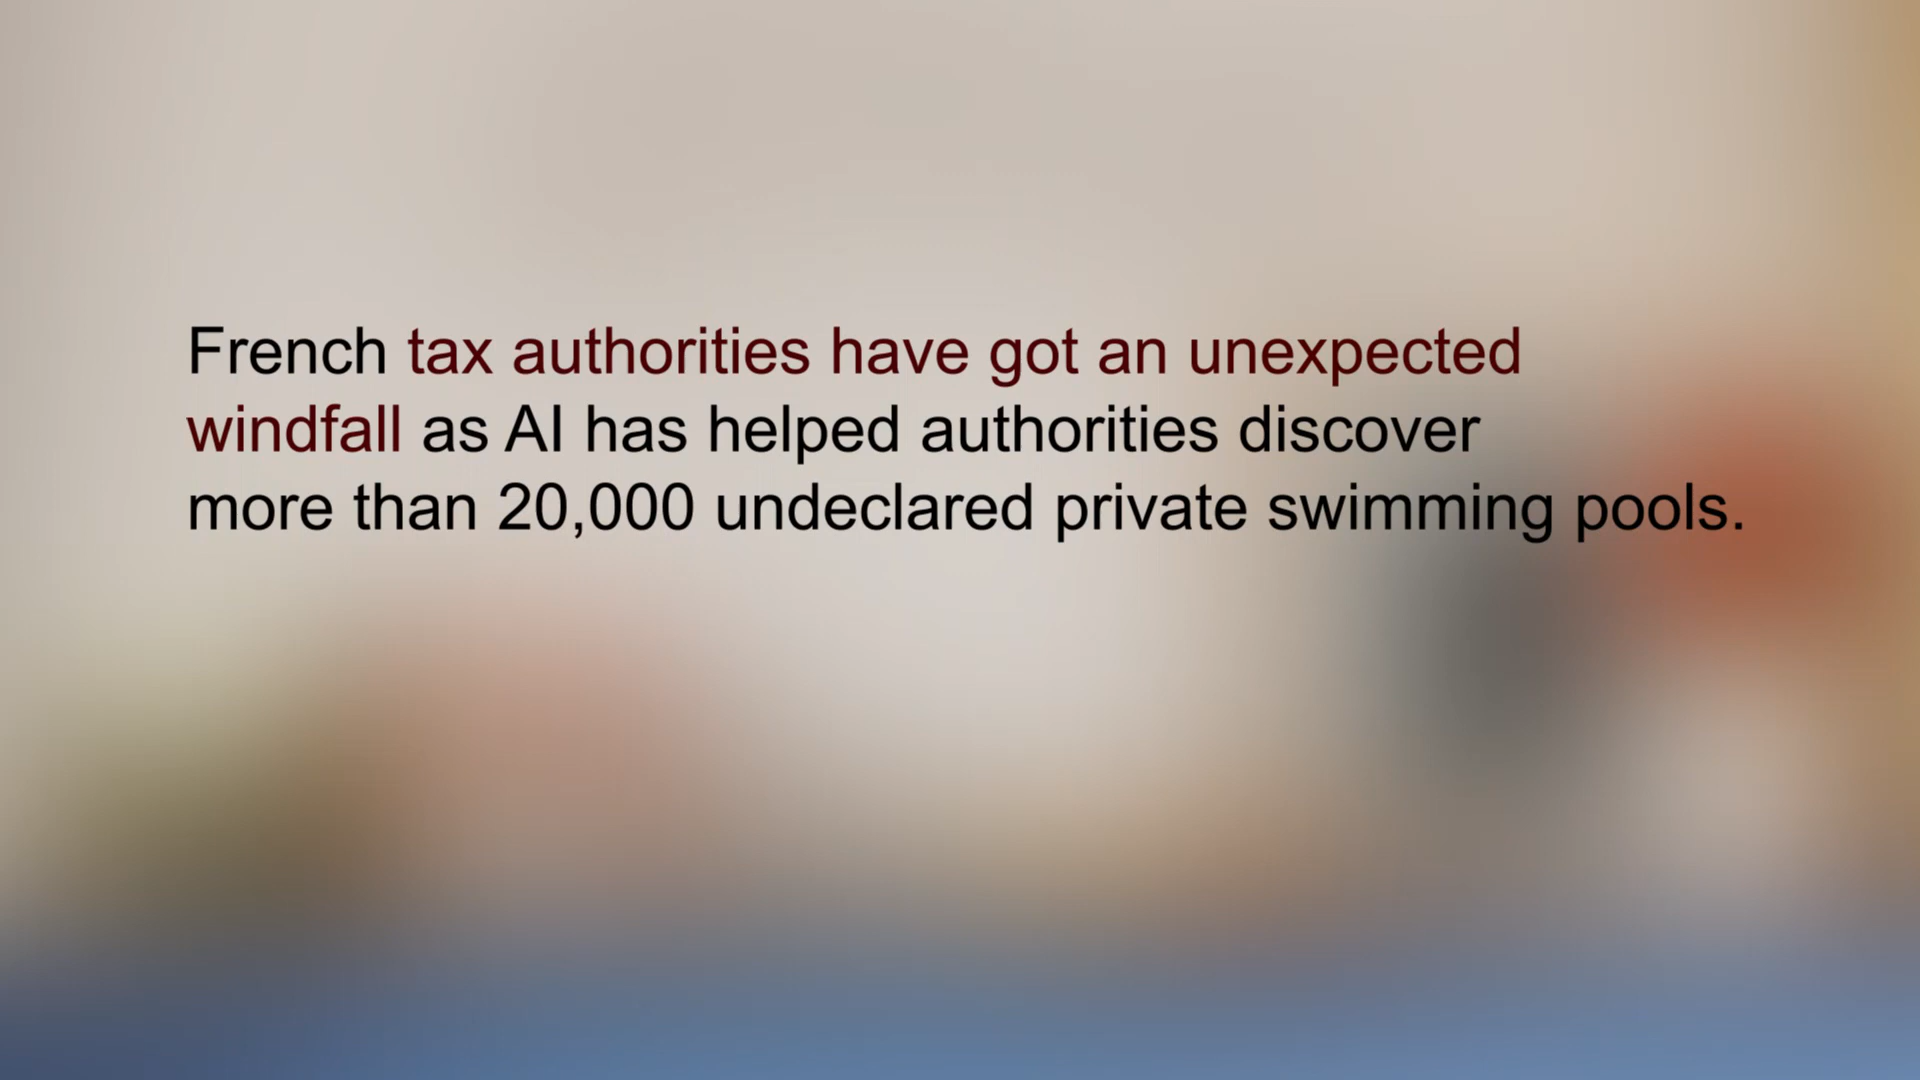 French tax authorities have got an unexpected
windfall as AI has helped authorities discover
more than 20,000 undeclared private swimming pools.